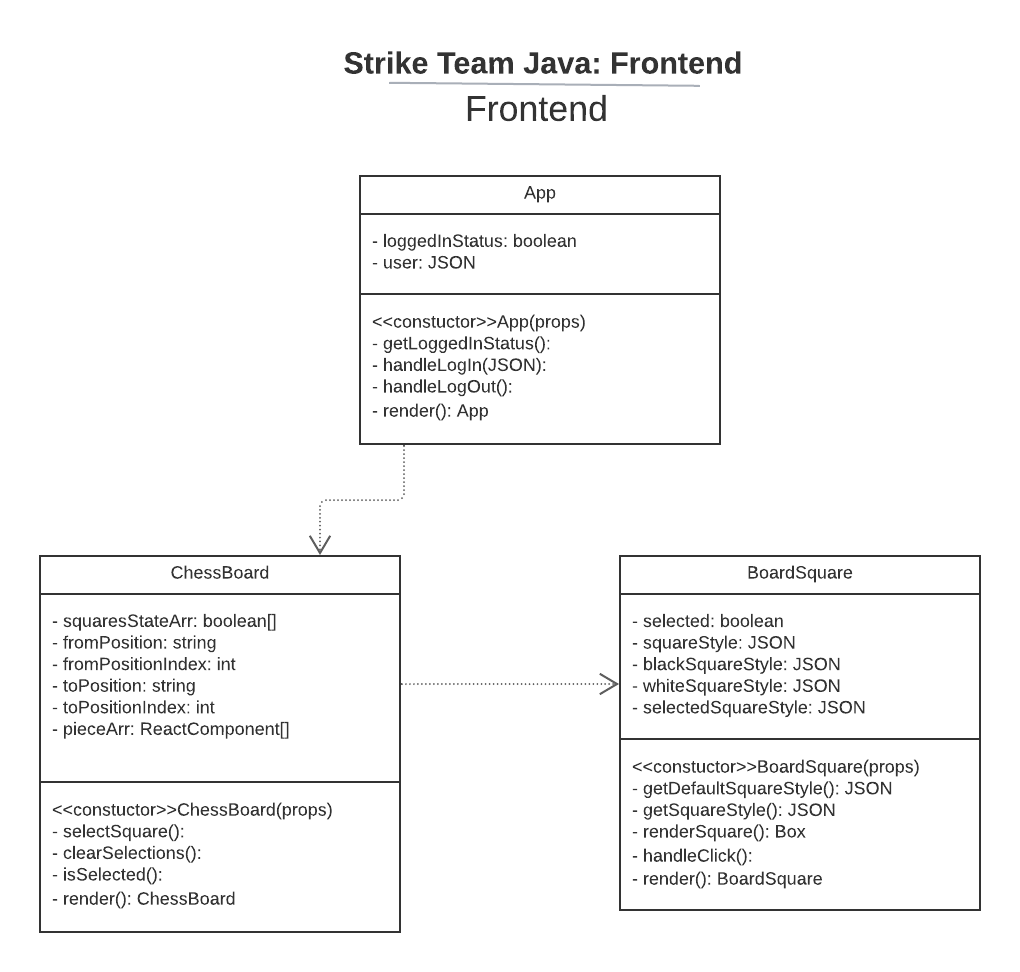 Strike Team Java: Frontend
Frontend
App
- loggedInStatus: boolean
- user: JSON
<<constuctor>>App(props)
- getLoggedInStatus():
- handleLogIn(JSON):
- handleLogOut():
- render(): App
ChessBoard
- squaresStateArr: boolean[]
- fromPosition: string
- fromPositionIndex: int
- toPosition: string
- toPositionIndex: int
- pieceArr: ReactComponent[]
<<constuctor>>ChessBoard(props)
- selectSquare():
- clearSelections():
- isSelected():
- render(): ChessBoard
BoardSquare
- selected: boolean
- squareStyle: JSON
- blackSquareStyle: JSON
- whiteSquareStyle: JSON
- selectedSquareStyle: JSON
<<constuctor>>BoardSquare(props)
- getDefaultSquareStyle(): JSON
- getSquareStyle(): JSON
- renderSquare(): Box
- handleClick():
- render(): BoardSquare